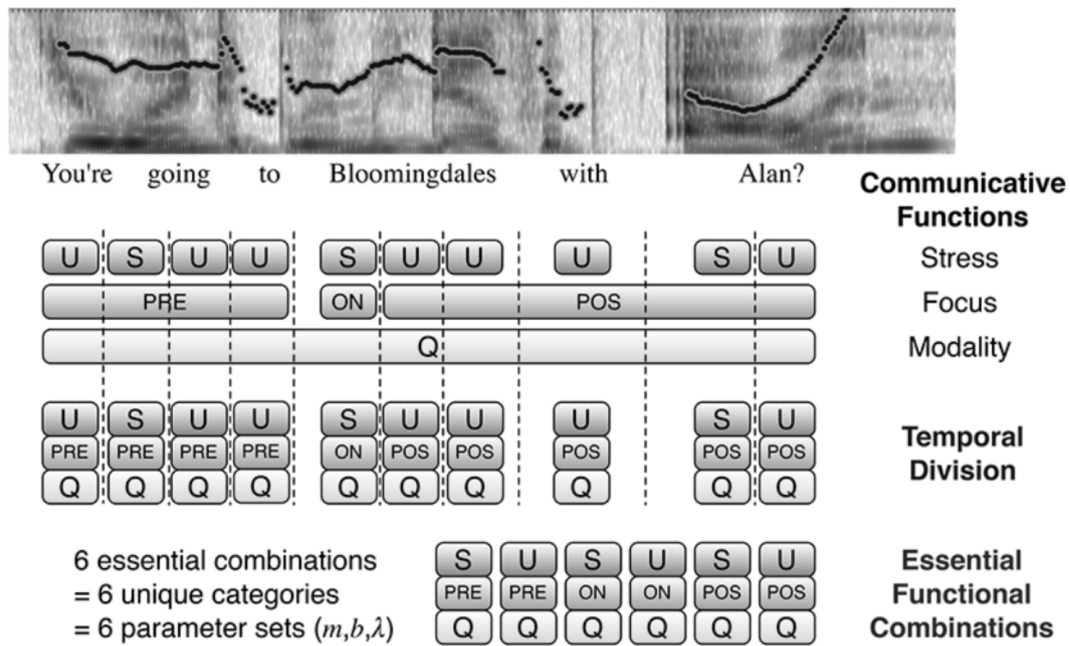 You're going to Bloomingdales with Alan?
Communicative
Functions
U S U U S U U U S U Stress
PRE ON POS Focus
Q Modality
U S U U S U U U S U
PRE PRE PRE PRE ON POS POS POS POS POS
Q Q Q Q Q Q Q Q Q Q
Temporal
Division
6 essential combinations
= 6 unique categories
= 6 parameter sets (m,b,λ)
S U S U S U
PRE PRE ON ON POS POS
Q Q Q Q Q Q
Essential
Functional
Combinations